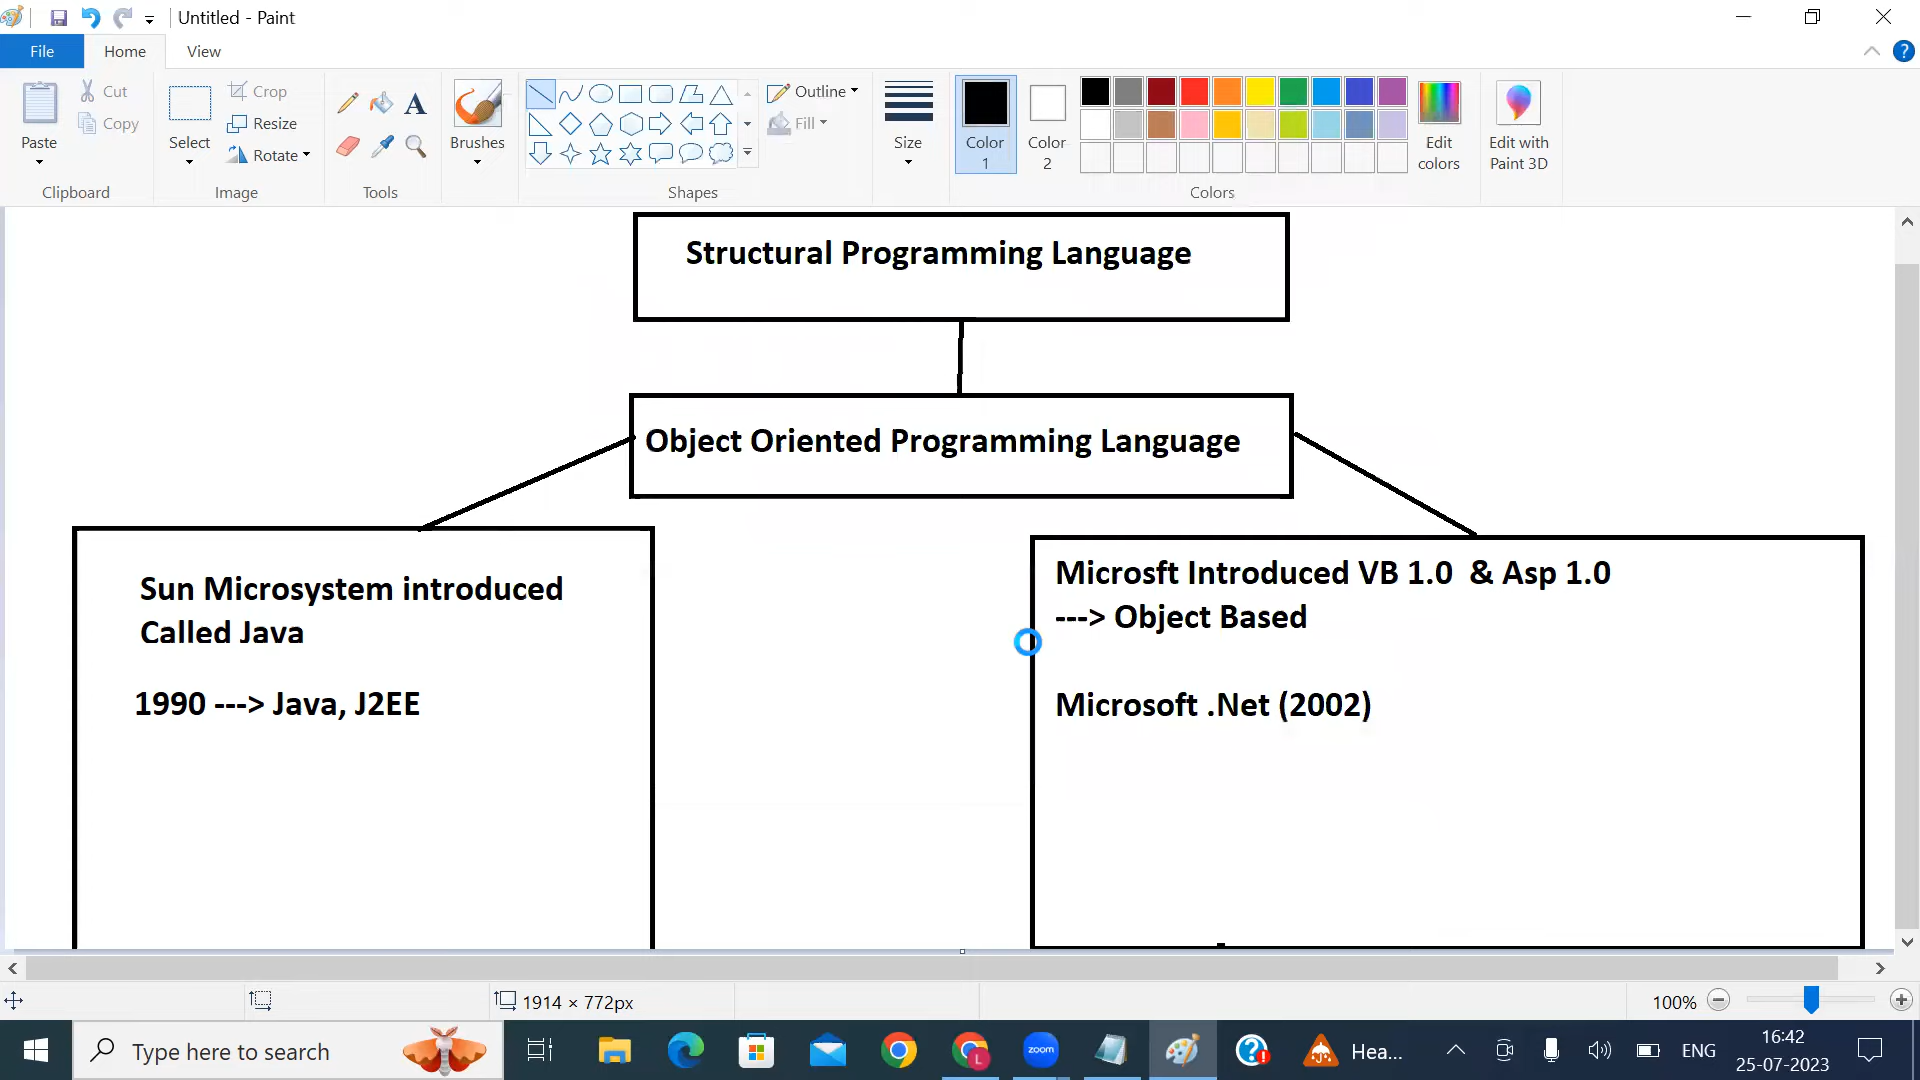 Untitled - Paint
File
Home
View
Paste
Cut
Copy
Clipboard
Select
Crop
Resize
Rotate
Image
Tools
Brushes
Shapes
Outline
Fill
Size
Color
1
Color
2
Colors
Edit
colors
Edit with
Paint 3D
Structural Programming Language
Object Oriented Programming Language
Sun Microsystem introduced
Called Java
1990 ---> Java, J2EE
Microsft Introduced VB 1.0 & Asp 1.0
---> Object Based
Microsoft .Net (2002)
1914 × 772px
100%
Type here to search
L
zoom
Hea...
ENG
16:42
25-07-2023